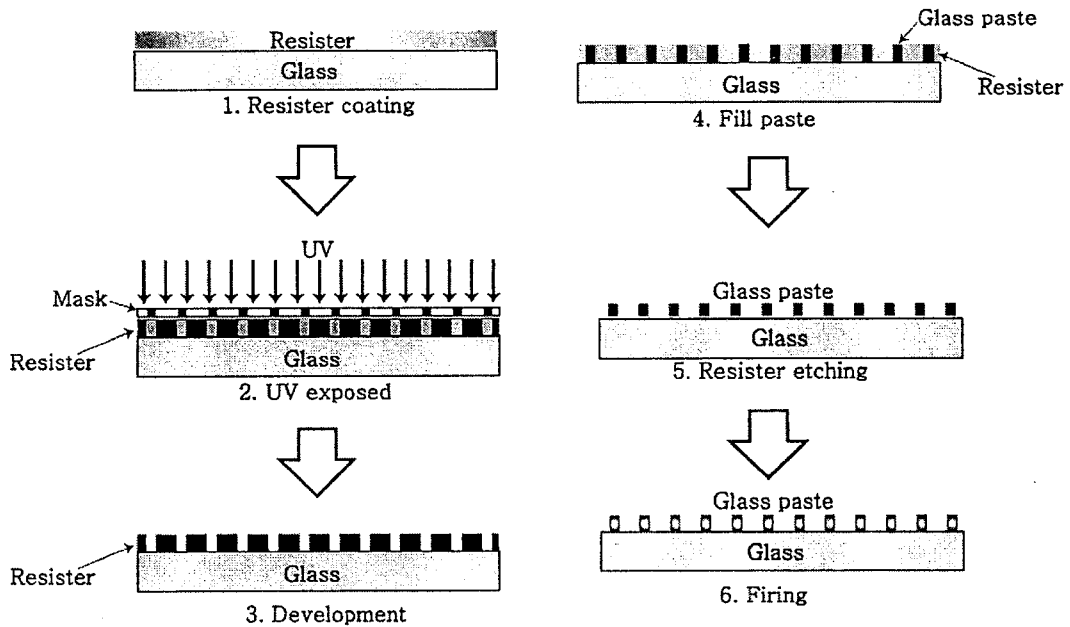 Resister
Glass
1. Resister coating
UV
Mask
Resister
Glass
2. UV exposed
Resister
Glass
3. Development
Glass paste
Glass
Resister
4. Fill paste
Glass paste
Glass
5. Resister etching
Glass paste
Glass
6. Firing